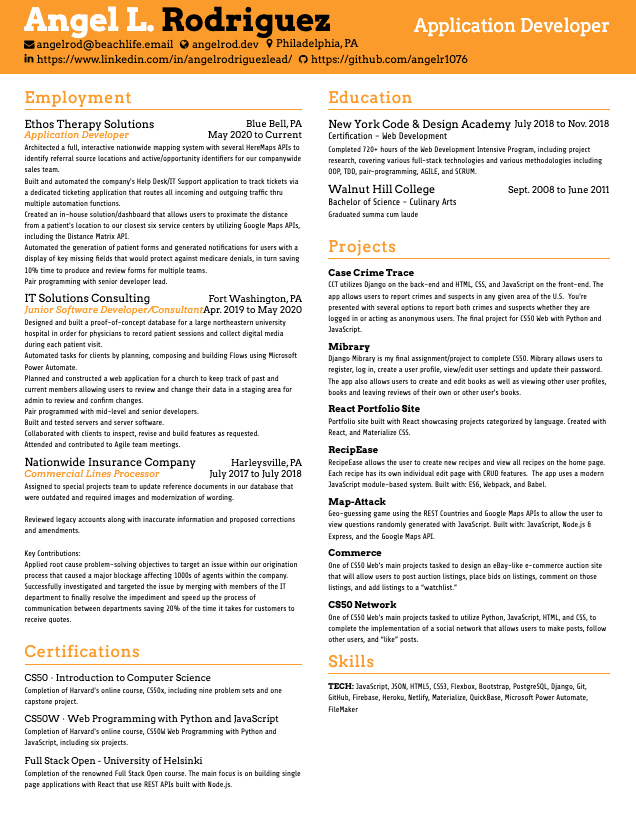 Angel L. Rodriguez
Application Developer
angelrod@beachlife.email angelrod.dev Philadelphia, PA
https://www.linkedin.com/in/angelrodriguezlead/ https://github.com/angelr1076
Employment
Ethos Therapy Solutions Blue Bell, PA
Application Developer May 2020 to Current
Architected a full, interactive nationwide mapping system with several HereMaps APIs to
identify referral source locations and active/opportunity identifiers for our companywide
sales team.
Built and automated the company's Help Desk/IT Support application to track tickets via
a dedicated ticketing application that routes all incoming and outgoing traffic thru
multiple automation functions.
Created an in-house solution/dashboard that allows users to proximate the distance
from a patient's location to our closest six service centers by utilizing Google Maps APIs,
including the Distance Matrix API.
Automated the generation of patient forms and generated notifications for users with a
display of key missing fields that would protect against medicare denials, in turn saving
10% time to produce and review forms for multiple teams.
Pair programming with senior developer lead.
IT Solutions Consulting Fort Washington, PA
Junior Software Developer/Consultant Apr. 2019 to May 2020
Designed and built a proof-of-concept database for a large northeastern university
hospital in order for physicians to record patient sessions and collect digital media
during each patient visit.
Automated tasks for clients by planning, composing and building Flows using Microsoft
Power Automate.
Planned and constructed a web application for a church to keep track of past and
current members allowing users to review and change their data in a staging area for
admin to review and confirm changes.
Pair programmed with mid-level and senior developers.
Built and tested servers and server software.
Collaborated with clients to inspect, revise and build features as requested.
Attended and contributed to Agile team meetings.
Nationwide Insurance Company Harleysville, PA
Commercial Lines Processor July 2017 to July 2018
Assigned to special projects team to update reference documents in our database that
were outdated and required images and modernization of wording.
Reviewed legacy accounts along with inaccurate information and proposed corrections
and amendments.
Key Contributions:
Applied root cause problem-solving objectives to target an issue within our origination
process that caused a major blockage affecting 1000s of agents within the company.
Successfully investigated and targeted the issue by merging with members of the IT
department to finally resolve the impediment and speed up the process of
communication between departments saving 20% of the time it takes for customers to
receive quotes.
Certifications
CS50 · Introduction to Computer Science
Completion of Harvard's online course, CS50x, including nine problem sets and one
capstone project.
CS50W · Web Programming with Python and JavaScript
Completion of Harvard's online course, CS50W Web Programming with Python and
JavaScript, including six projects.
Full Stack Open - University of Helsinki
Completion of the renowned Full Stack Open course. The main focus is on building single
page applications with React that use REST APIs built with Node.js.
Education
New York Code & Design Academy July 2018 to Nov. 2018
Certification - Web Development
Completed 720+ hours of the Web Development Intensive Program, including project
research, covering various full-stack technologies and various methodologies including
OOP, TDD, pair-programming, AGILE, and SCRUM.
Walnut Hill College Sept. 2008 to June 2011
Bachelor of Science - Culinary Arts
Graduated summa cum laude
Projects
Case Crime Trace
CCT utilizes Django on the back-end and HTML, CSS, and JavaScript on the front-end. The
app allows users to report crimes and suspects in any given area of the U.S. You're
presented with several options to report both crimes and suspects whether they are
logged in or acting as anonymous users. The final project for CS50 Web with Python and
JavaScript.
Mibrary
Django Mibrary is my final assignment/project to complete CS50. Mibrary allows users to
register, log in, create a user profile, view/edit user settings and update their password.
The app also allows users to create and edit books as well as viewing other user profiles,
books and leaving reviews of their own or other user's books.
React Portfolio Site
Portfolio site built with React showcasing projects categorized by language. Created with
React, and Materialize CSS.
RecipEase
RecipeEase allows the user to create new recipes and view all recipes on the home page.
Each recipe has its own individual edit page with CRUD features. The app uses a modern
JavaScript module-based system. Built with: ES6, Webpack, and Babel.
Map-Attack
Geo-guessing game using the REST Countries and Google Maps APIs to allow the user to
view questions randomly generated with JavaScript. Built with: JavaScript, Node.js &
Express, and the Google Maps API.
Commerce
One of CS50 Web's main projects tasked to design an eBay-like e-commerce auction site
that will allow users to post auction listings, place bids on listings, comment on those
listings, and add listings to a "watchlist."
CS50 Network
One of CS50 Web's main projects tasked to utilize Python, JavaScript, HTML, and CSS, to
complete the implementation of a social network that allows users to make posts, follow
other users, and "like" posts.
Skills
TECH: JavaScript, JSON, HTML5, CSS3, Flexbox, Bootstrap, PostgreSQL, Django, Git,
GitHub, Firebase, Heroku, Netlify, Materialize, QuickBase, Microsoft Power Automate,
FileMaker